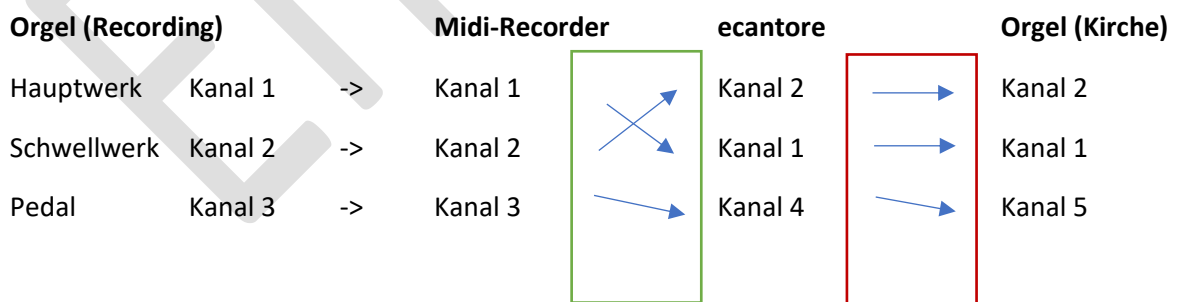 Orgel (Recording) Midi-Recorder ecantore Orgel (Kirche)
Hauptwerk Kanal 1 -> Kanal 1 Kanal 2 Kanal 2
Schwellwerk Kanal 2 -> Kanal 2 Kanal 1 Kanal 1
Pedal Kanal 3 -> Kanal 3 Kanal 4 Kanal 5